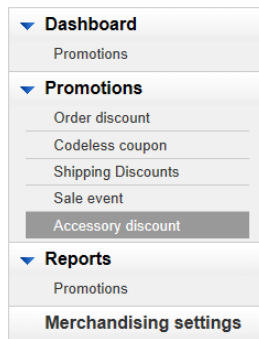 Dashboard
Promotions
Promotions
Order discount
Codeless coupon
Shipping Discounts
Sale event
Accessory discount
Reports
Promotions
Merchandising settings